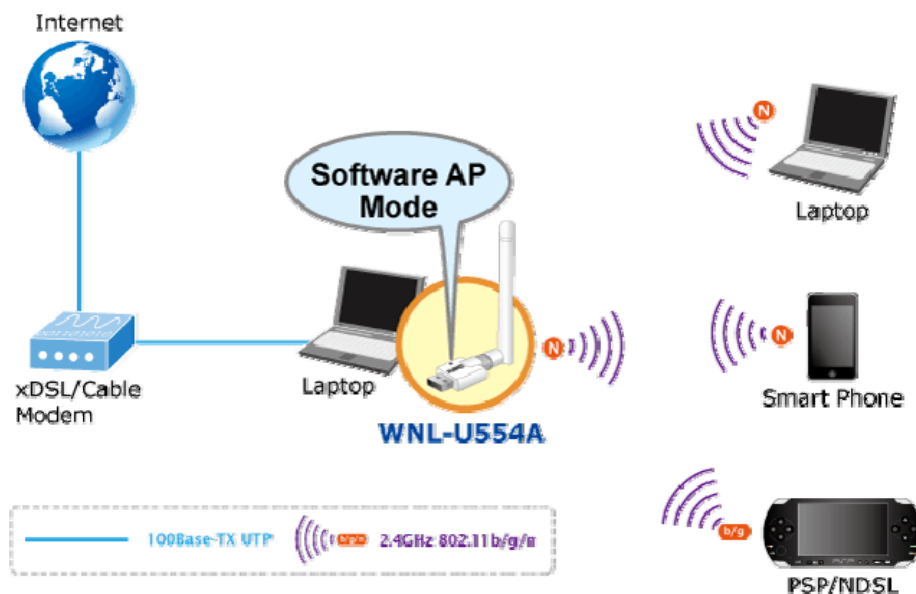 Internet
Software AP
Mode
N
Laptop
N
N
xDSL/Cable
Modem
Laptop
WNL-U554A
Smart Phone
100Base-TX UTP
b/g/n
2.4GHz 802.11b/g/n
b/g
PSP/NDSL